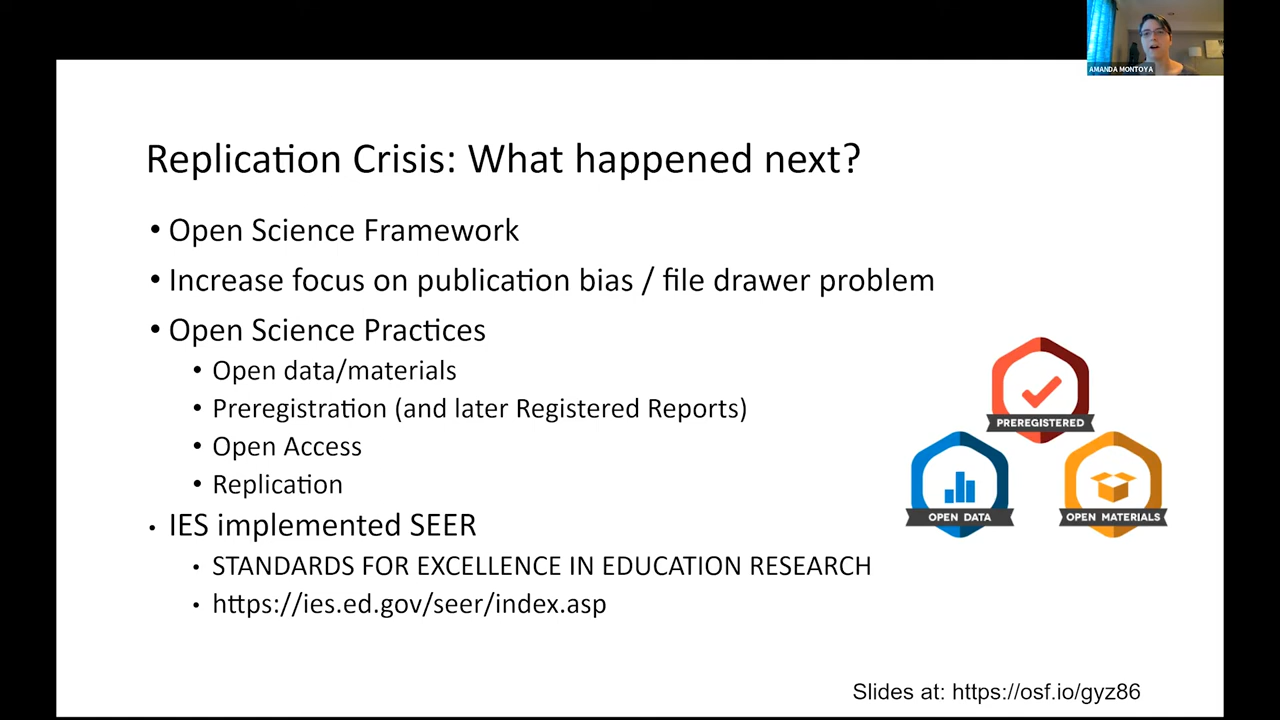 AMANDA MONTOYA
Replication Crisis: What happened next?
• Open Science Framework
• Increase focus on publication bias / file drawer problem
• Open Science Practices
• Open data/materials
• Preregistration (and later Registered Reports)
• Open Access
• Replication
• IES implemented SEER
• STANDARDS FOR EXCELLENCE IN EDUCATION RESEARCH
• https://ies.ed.gov/seer/index.asp
PREREGISTERED
OPEN DATA
OPEN MATERIALS
Slides at: https://osf.io/gyz86